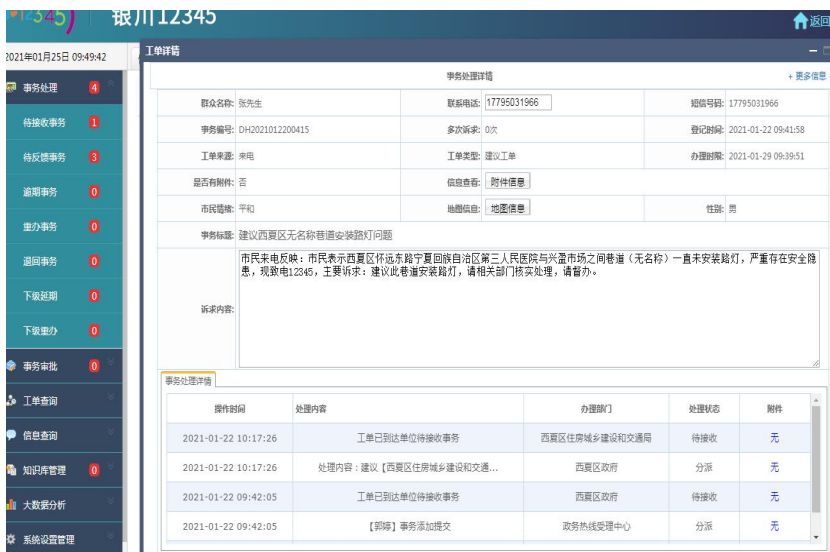 12345
银川12345
返回
2021年01月25日 09:49:42
工单详情
事务处理 4
待接收事务 1
待反馈事务 3
逾期事务 0
重办事务 0
退回事务 0
下级延期 0
下级重办 0
事务审批 0
工单查询
信息查询
知识库管理 0
大数据分析
系统设置管理
事务处理详情
+ 更多信息
群众名称: 张先生 联系电话: 17795031966 短信号码: 17795031966
事务编号: DH2021012200415 多次诉求: 0次 登记时间: 2021-01-22 09:41:58
工单来源: 来电 工单类型: 建议工单 办理时限: 2021-01-29 09:39:51
是否有附件: 否 信息查看: 附件信息
市民情绪: 平和 地图信息: 地图信息 性别: 男
事务标题: 建议西夏区无名称巷道安装路灯问题
诉求内容:
市民来电反映：市民表示西夏区怀远东路宁夏回族自治区第三人民医院与兴盈市场之间巷道（无名称）一直未安装路灯，严重存在安全隐
患，现致电12345，主要诉求：建议此巷道安装路灯，请相关部门核实处理，请督办。
事务处理详情
操作时间 处理内容 办理部门 处理状态 附件
2021-01-22 10:17:26 工单已到达单位待接收事务 西夏区住房城乡建设和交通局 待接收 无
2021-01-22 10:17:26 处理内容：建议【西夏区住房城乡建设和交通... 西夏区政府 分派 无
2021-01-22 09:42:05 工单已到达单位待接收事务 西夏区政府 待接收 无
2021-01-22 09:42:05 【郭婷】事务添加提交 政务热线受理中心 分派 无